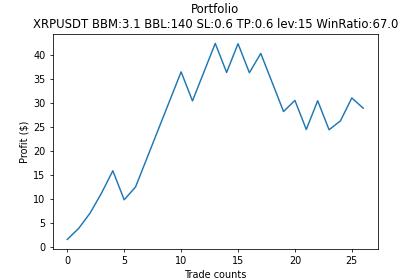 Portfolio
XRPUSDT BBM:3.1 BBL:140 SL:0.6 TP:0.6 lev:15 WinRatio:67.0
40
35
30
25
20
15
10
5
0
Profit ($)
0 5 10 15 20 25
Trade counts